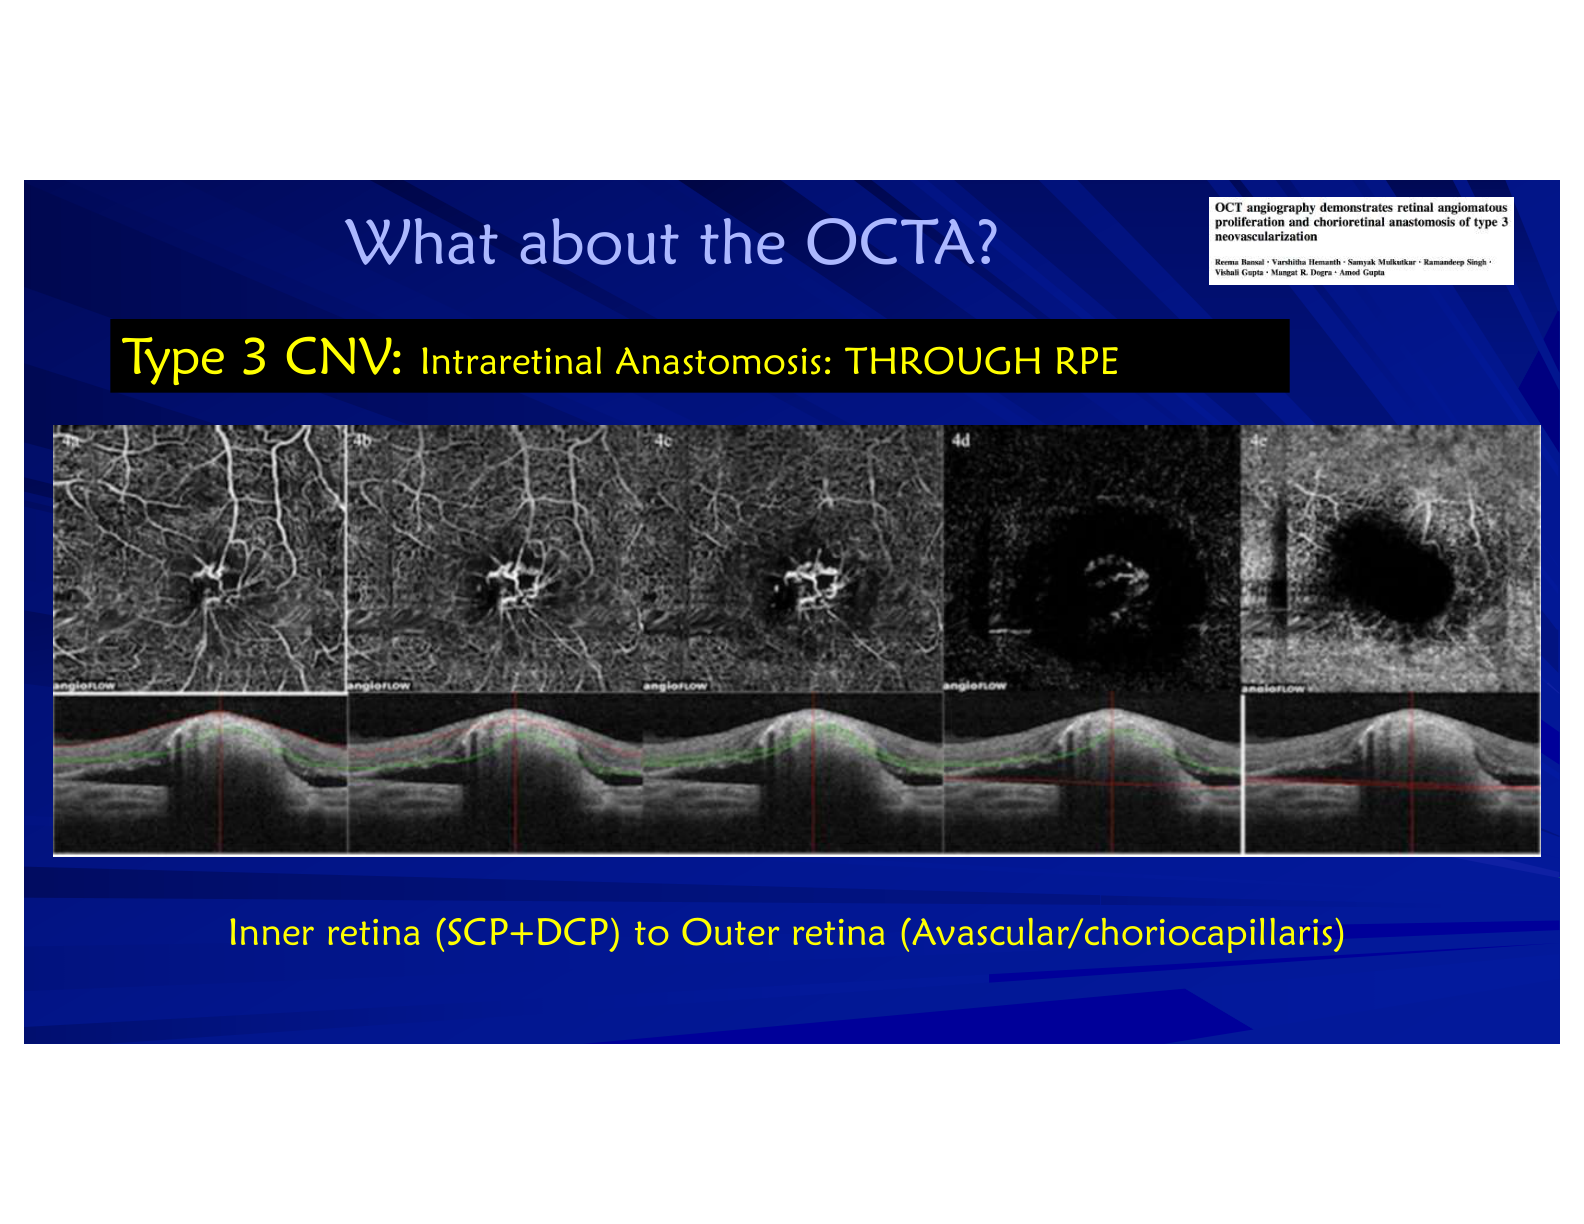 What about the OCTA?
OCT angiography demonstrates retinal angiomatous
proliferation and chorioretinal anastomosis of type 3
neovascularization
Reema Bansal · Varshitha Hemanth · Samyak Mulkutkar · Ramandeep Singh ·
Vishali Gupta · Mangat R. Dogra · Amod Gupta
Type 3 CNV: Intraretinal Anastomosis: THROUGH RPE
4a 4b 4c 4d 4e
angioFLOW angioFLOW angioFLOW angioFLOW angioFLOW
Inner retina (SCP+DCP) to Outer retina (Avascular/choriocapillaris)